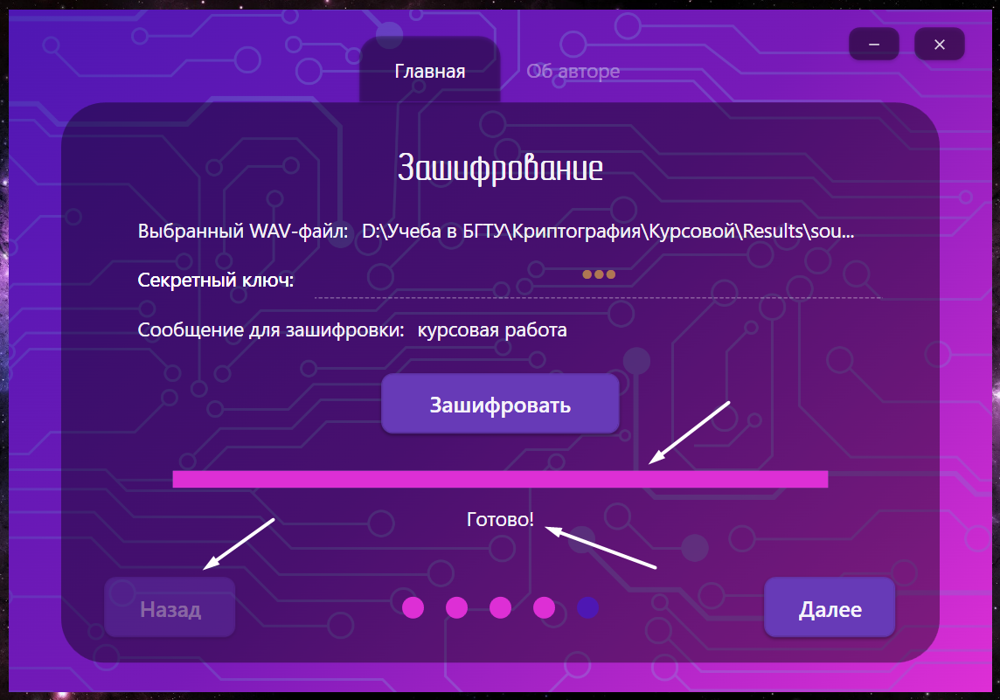 Главная Об авторе
Зашифрование
Выбранный WAV-файл: D:\Учеба в БГТУ\Криптография\Курсовой\Results\sou...
Секретный ключ:
Сообщение для зашифровки: курсовая работа
Зашифровать
Готово!
Назад Далее